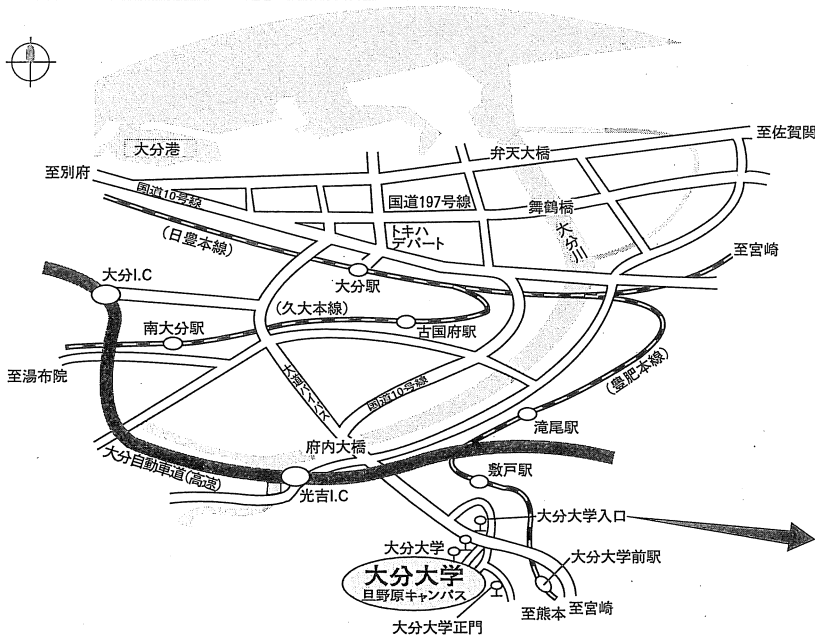 大分港
弁天大橋
至佐賀関
至別府
国道10号線
国道197号線
舞鶴橋
トキハ
デパート
大分川
(日豊本線)
至宮崎
大分I.C
大分駅
(久大本線)
南大分駅
古国府駅
至湯布院
大道バイパス
国道10号線
(豊肥本線)
滝尾駅
府内大橋
大分自動車道(高速)
光吉I.C
敷戸駅
大分大学入口
大分大学
大分大学前駅
大分大学
旦野原キャンパス
至熊本
至宮崎
大分大学正門